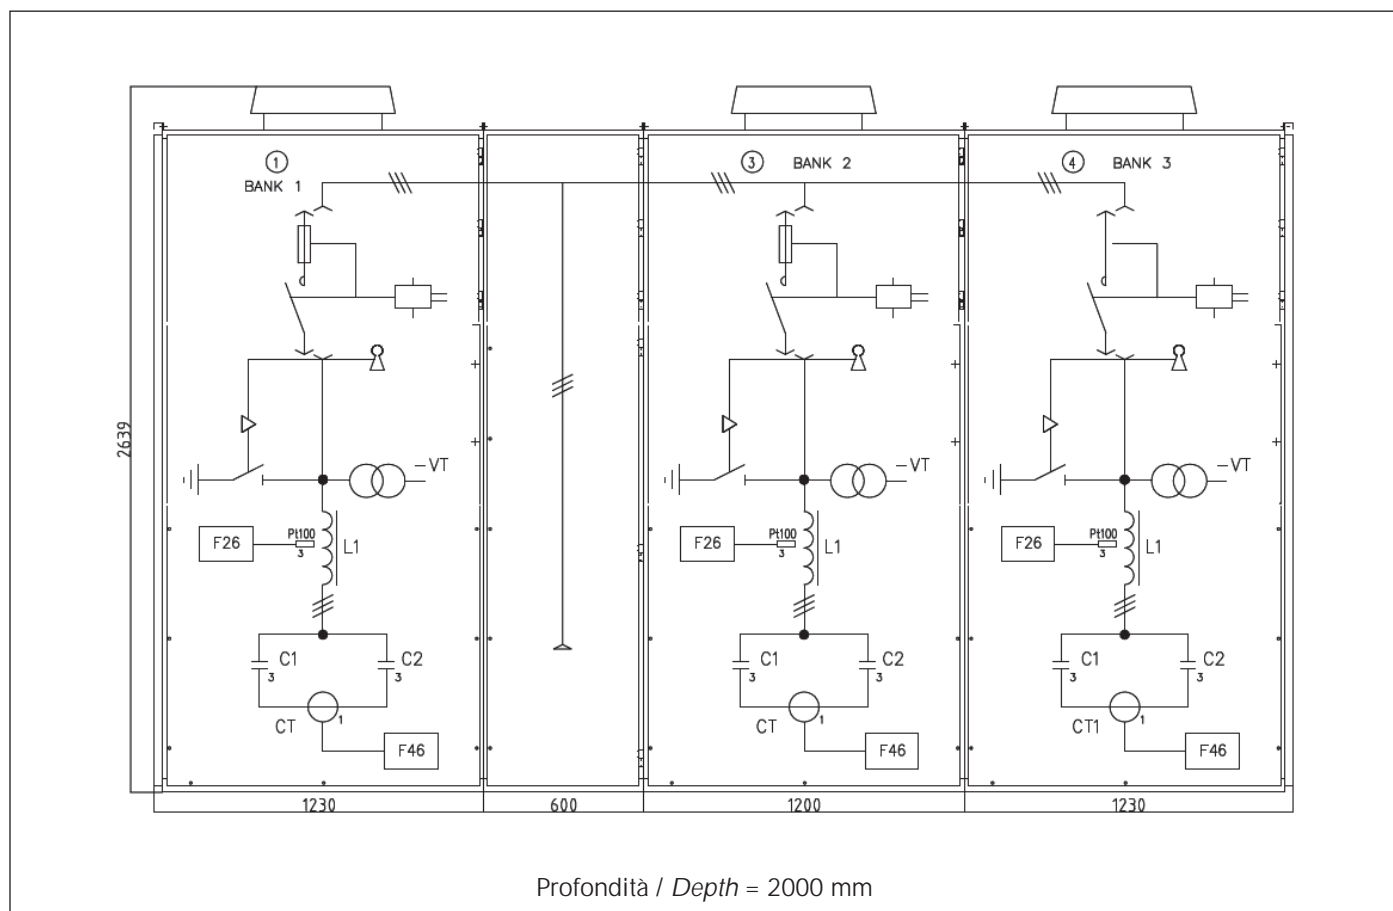 1
BANK 1
3 BANK 2
4 BANK 3
2639
-VT
-VT
-VT
F26
Pt100
3
L1
F26
Pt100
3
L1
F26
Pt100
3
L1
C1
3
C2
3
C1
3
C2
3
C1
3
C2
3
CT
1
CT
1
CT1
1
F46
F46
F46
1230
600
1200
1230
Profondità / Depth = 2000 mm